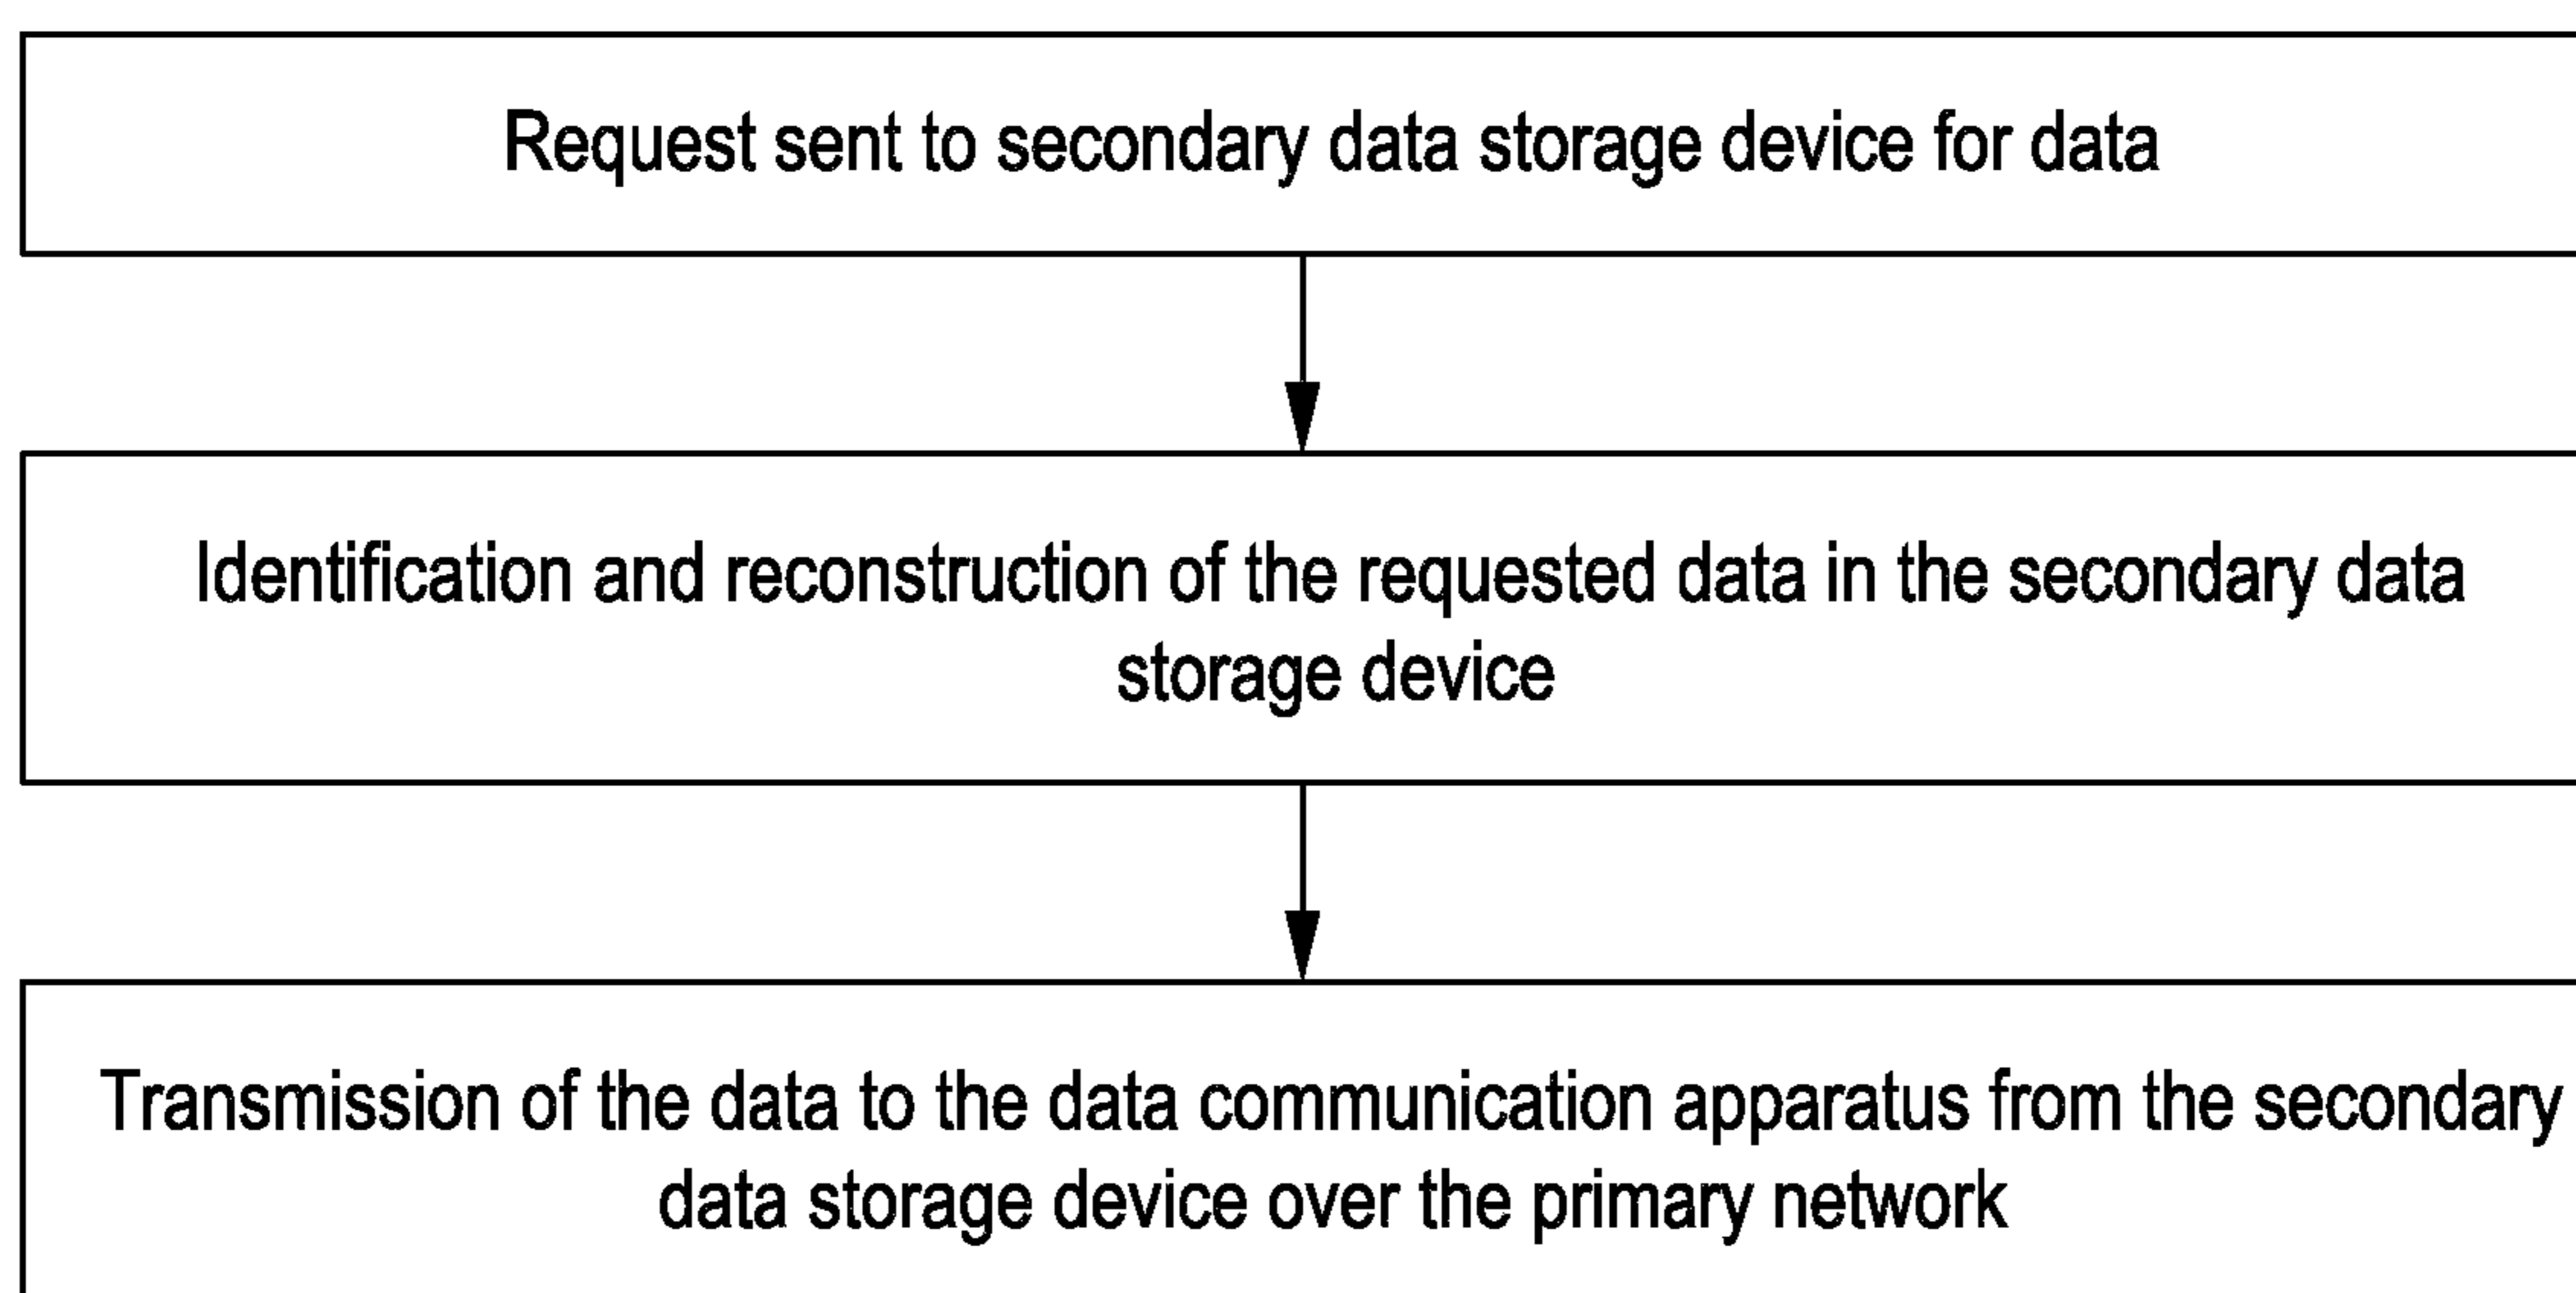 Request sent to secondary data storage device for data
Identification and reconstruction of the requested data in the secondary data
storage device
Transmission of the data to the data communication apparatus from the secondary
data storage device over the primary network